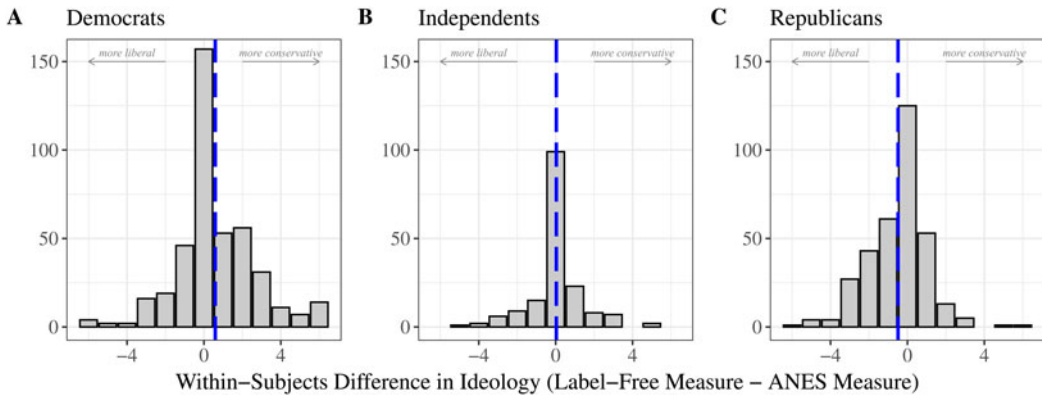 A Democrats
B Independents
C Republicans
more liberal more conservative
more liberal more conservative
more liberal more conservative
150
100
50
0
150
100
50
0
150
100
50
0
−4 0 4
−4 0 4
−4 0 4
Within−Subjects Difference in Ideology (Label−Free Measure − ANES Measure)